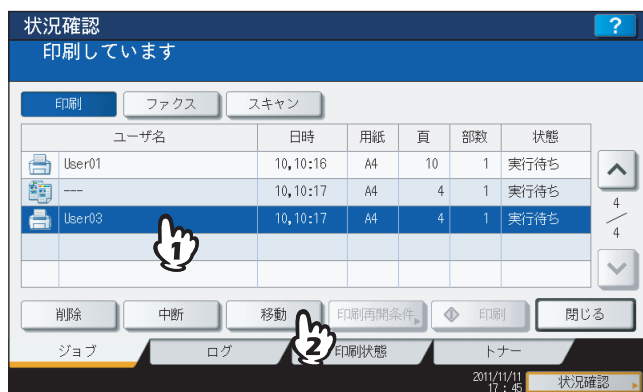 状況確認 ?
印刷しています
印刷 ファクス スキャン
ユーザ名 日時 用紙 頁 部数 状態
User01 10,10:16 A4 10 1 実行待ち
--- 10,10:17 A4 4 1 実行待ち
User03 10,10:17 A4 4 1 実行待ち
4
4
1
削除 中断 移動 印刷再開条件 印刷 閉じる
2
ジョブ ログ 印刷状態 トナー
2011/11/11
17:45 状況確認